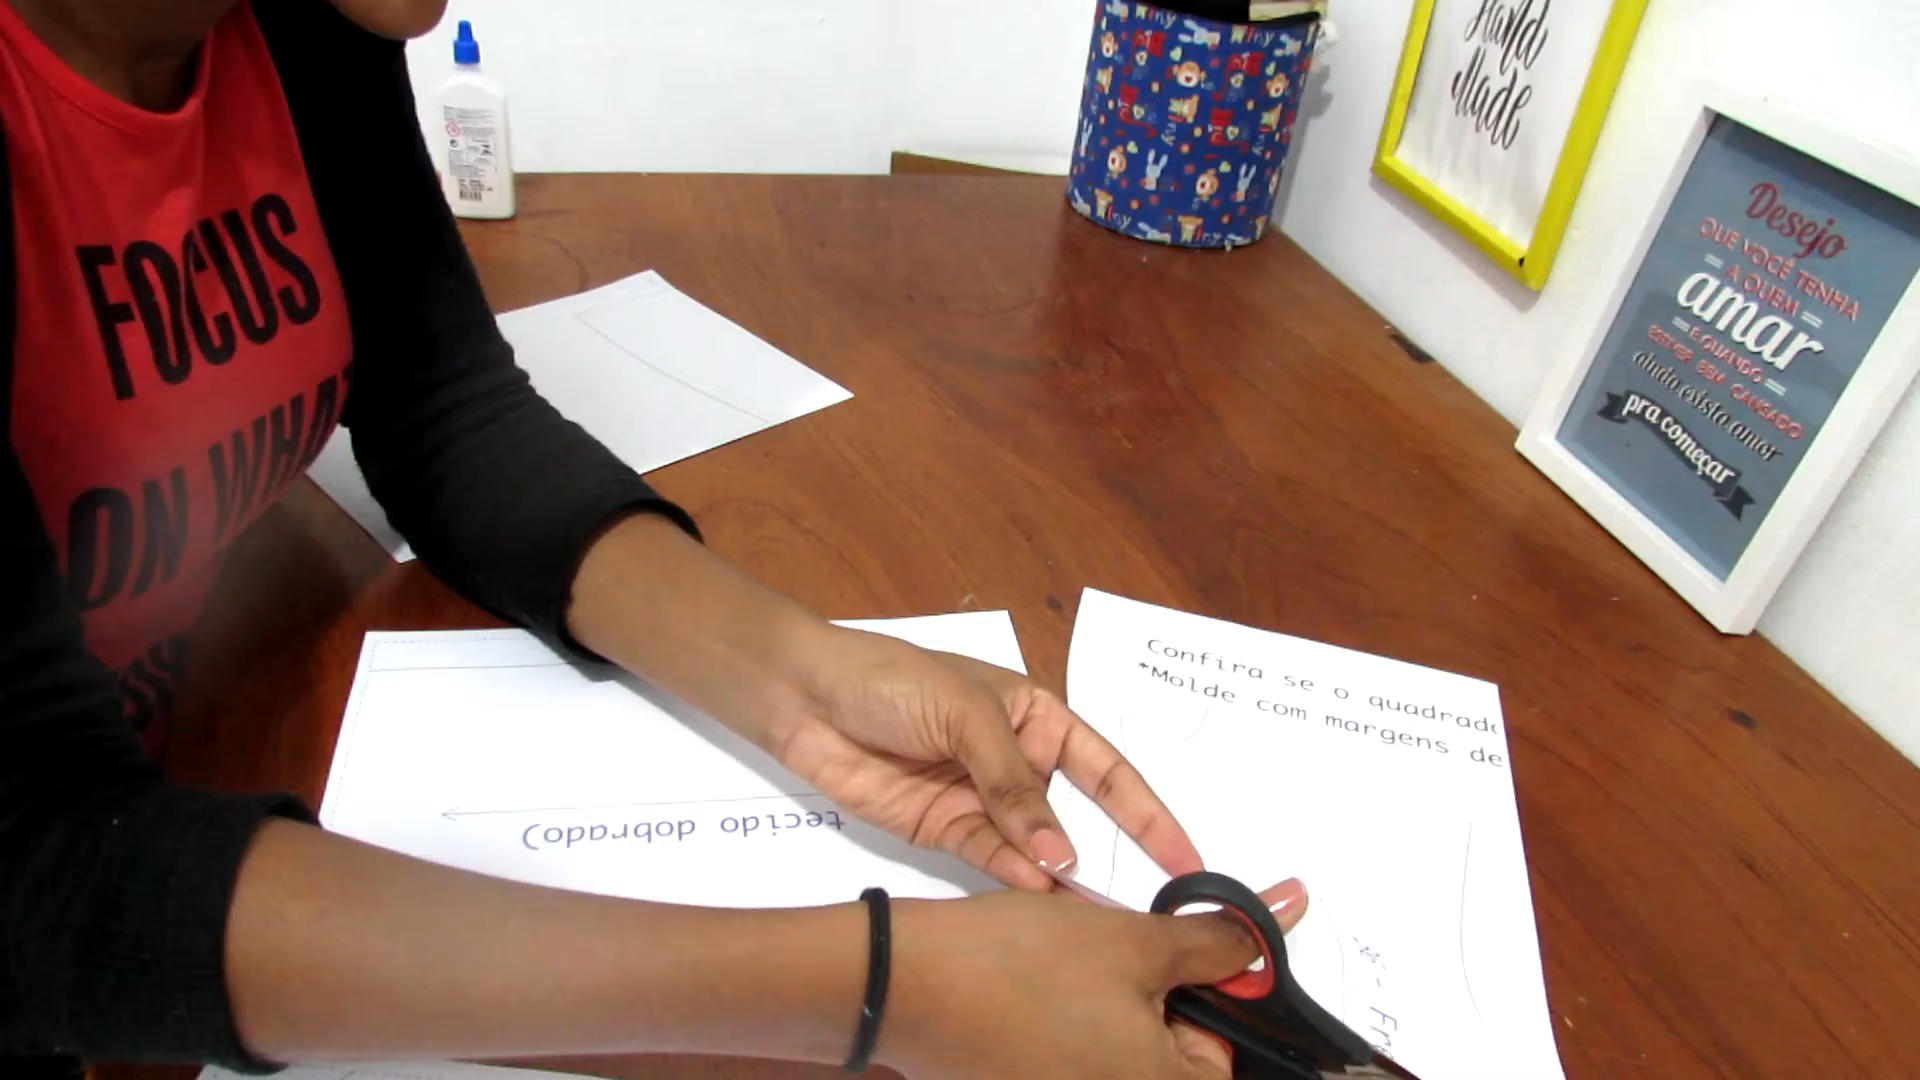 FOCUS
ON WHAT
Hand
Made
Desejo
QUE VOCÊ TENHA
A QUEM
amar
E QUANDO
ESTIVER BEM CANSADO
ainda exista amor
pra começar
Confira se o quadrado
*Molde com margens de
tecido dobrado)